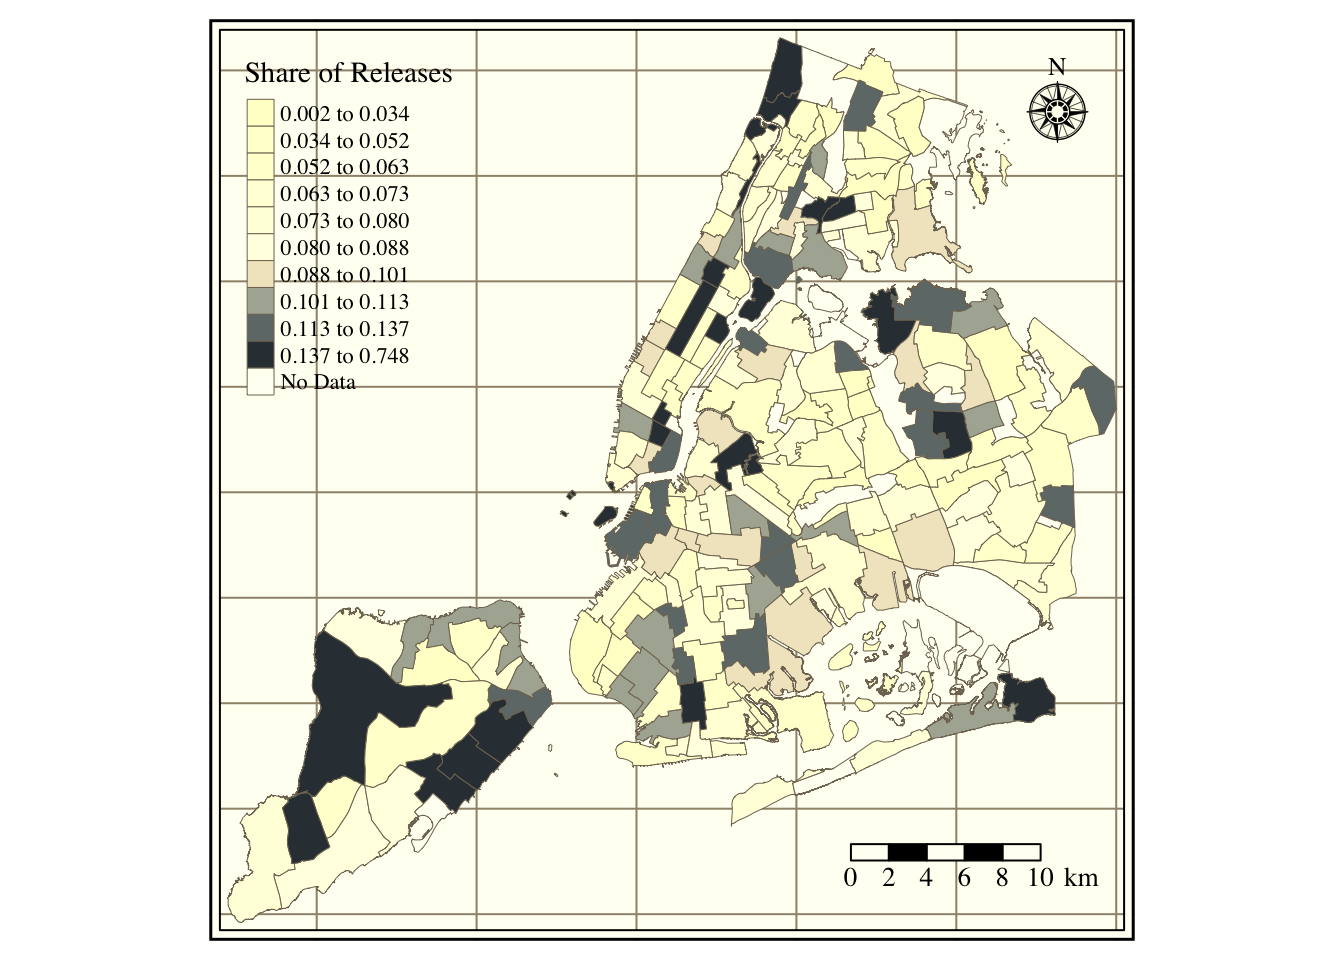 Share of Releases
0.002 to 0.034
0.034 to 0.052
0.052 to 0.063
0.063 to 0.073
0.073 to 0.080
0.080 to 0.088
0.088 to 0.101
0.101 to 0.113
0.113 to 0.137
0.137 to 0.748
No Data
N
0 2 4 6 8 10 km